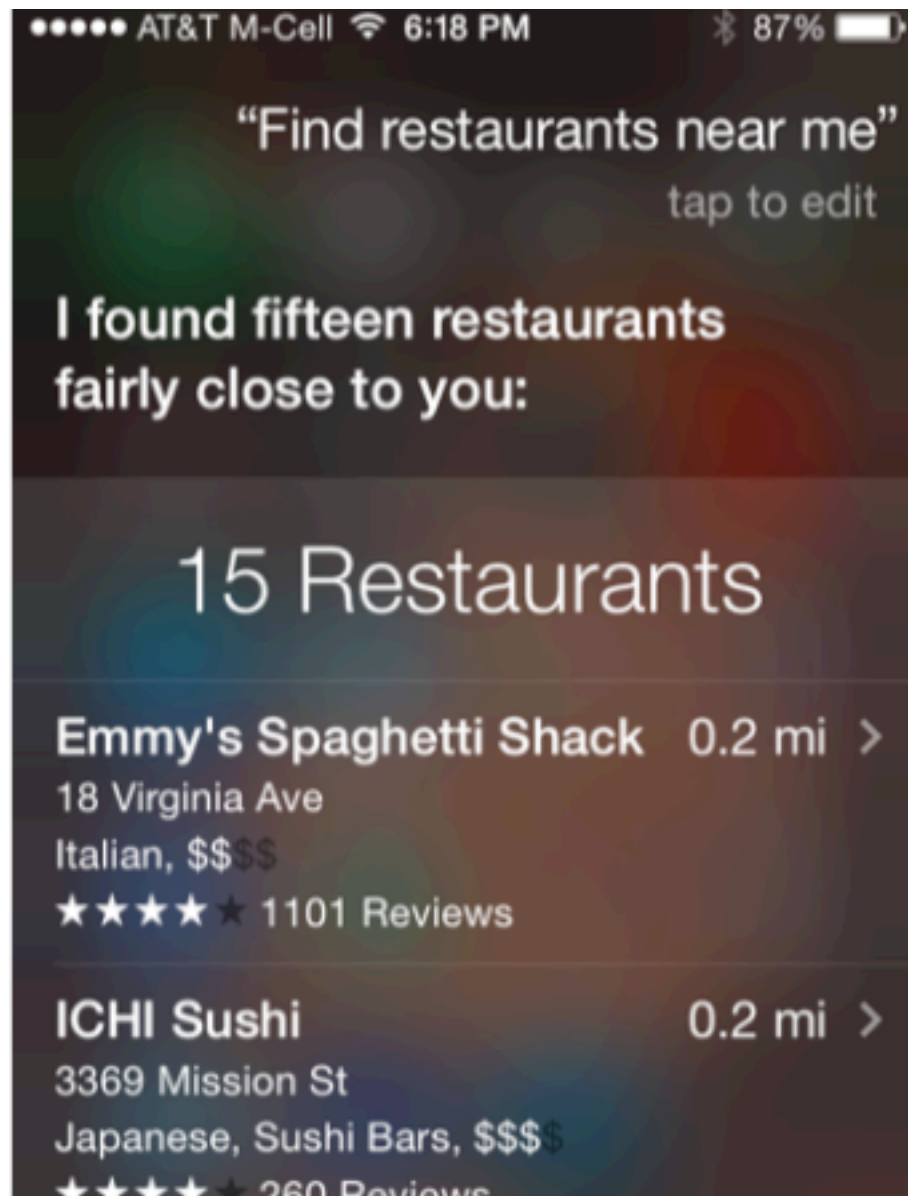 AT&T M-Cell 6:18 PM 87%
“Find restaurants near me”
tap to edit
I found fifteen restaurants
fairly close to you:
15 Restaurants
Emmy's Spaghetti Shack 0.2 mi
18 Virginia Ave
Italian, $$$$
1101 Reviews
ICHI Sushi 0.2 mi
3369 Mission St
Japanese, Sushi Bars, $$$$
260 Reviews